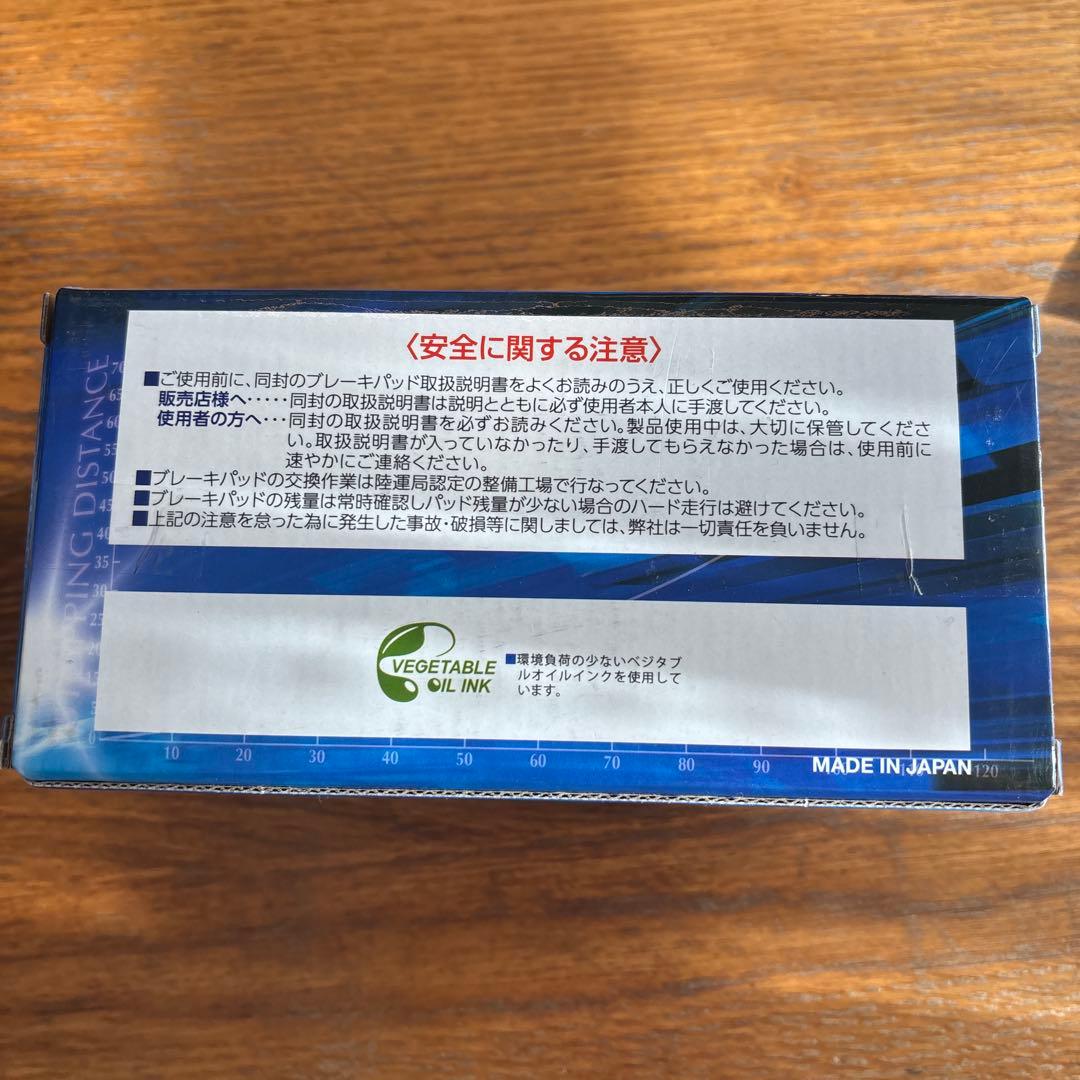 〈安全に関する注意〉
■ご使用前に、同封のブレーキパッド取扱説明書をよくお読みのうえ、正しくご使用ください。
販売店様へ‥‥‥同封の取扱説明書は説明とともに必ず使用者本人に手渡してください。
使用者の方へ‥‥同封の取扱説明書を必ずお読みください。製品使用中は、大切に保管してくださ
い。取扱説明書が入っていなかったり、手渡してもらえなかった場合は、使用前に
速やかにご連絡ください。
■ブレーキパッドの交換作業は陸運局認定の整備工場で行なってください。
■ブレーキパッドの残量は常時確認しパッド残量が少ない場合のハード走行は避けてください。
■上記の注意を怠った為に発生した事故・破損等に関しましては、弊社は一切責任を負いません。
VEGETABLE
OIL INK
■環境負荷の少ないベジタブ
ルオイルインクを使用して
います。
RING DISTANCE
35
30
10 20 30 40 50 60 70 80 90 120
MADE IN JAPAN